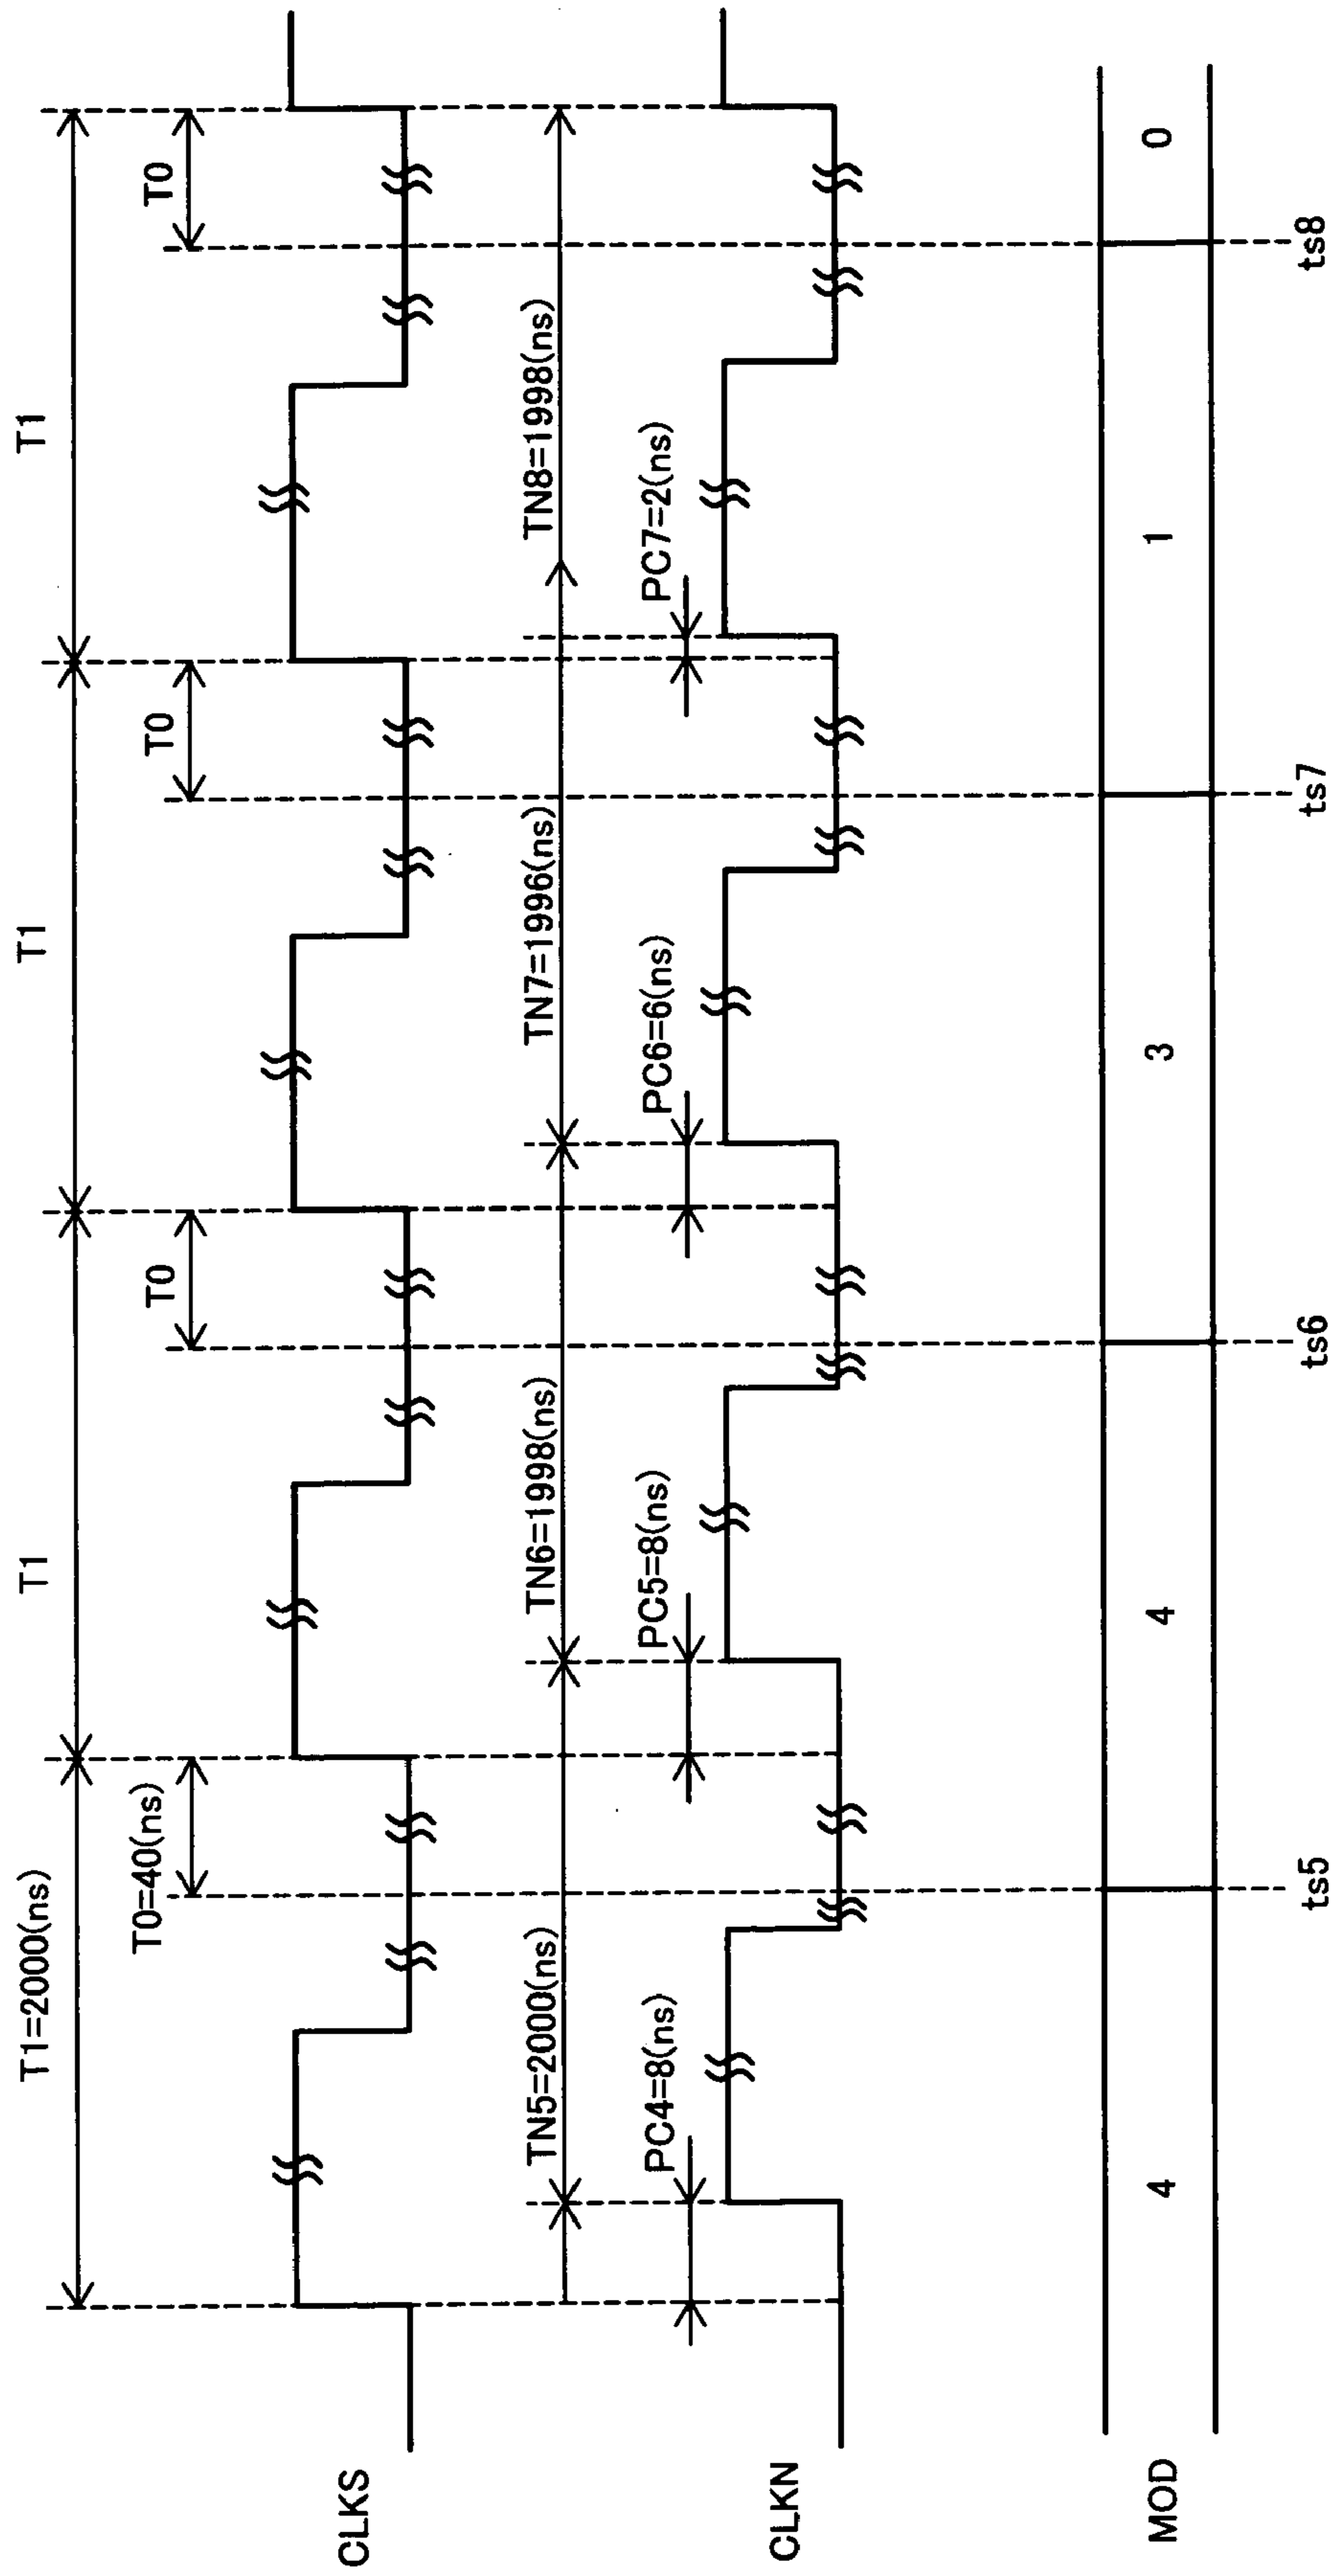 T1=2000(ns)
T1
T1
T1
T0=40(ns)
T0
T0
T0
CLKS
TN5=2000(ns)
TN6=1998(ns)
TN7=1996(ns)
TN8=1998(ns)
PC4=8(ns)
PC5=8(ns)
PC6=6(ns)
PC7=2(ns)
CLKN
MOD
4
4
3
1
0
ts5
ts6
ts7
ts8